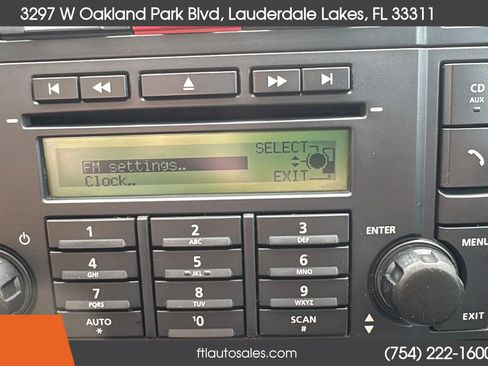 3297 W Oakland Park Blvd, Lauderdale Lakes, FL 33311
CD
AUX
FM settings..
Clock..
SELECT
EXIT
1
2
ABC
3
DEF
ENTER
MENU
4
GHI
5
JKL
6
MNO
7
PQRS
8
TUV
9
WXYZ
AUTO
*
'0
SCAN
#
EXIT
ftlautosales.com
(754) 222-1600